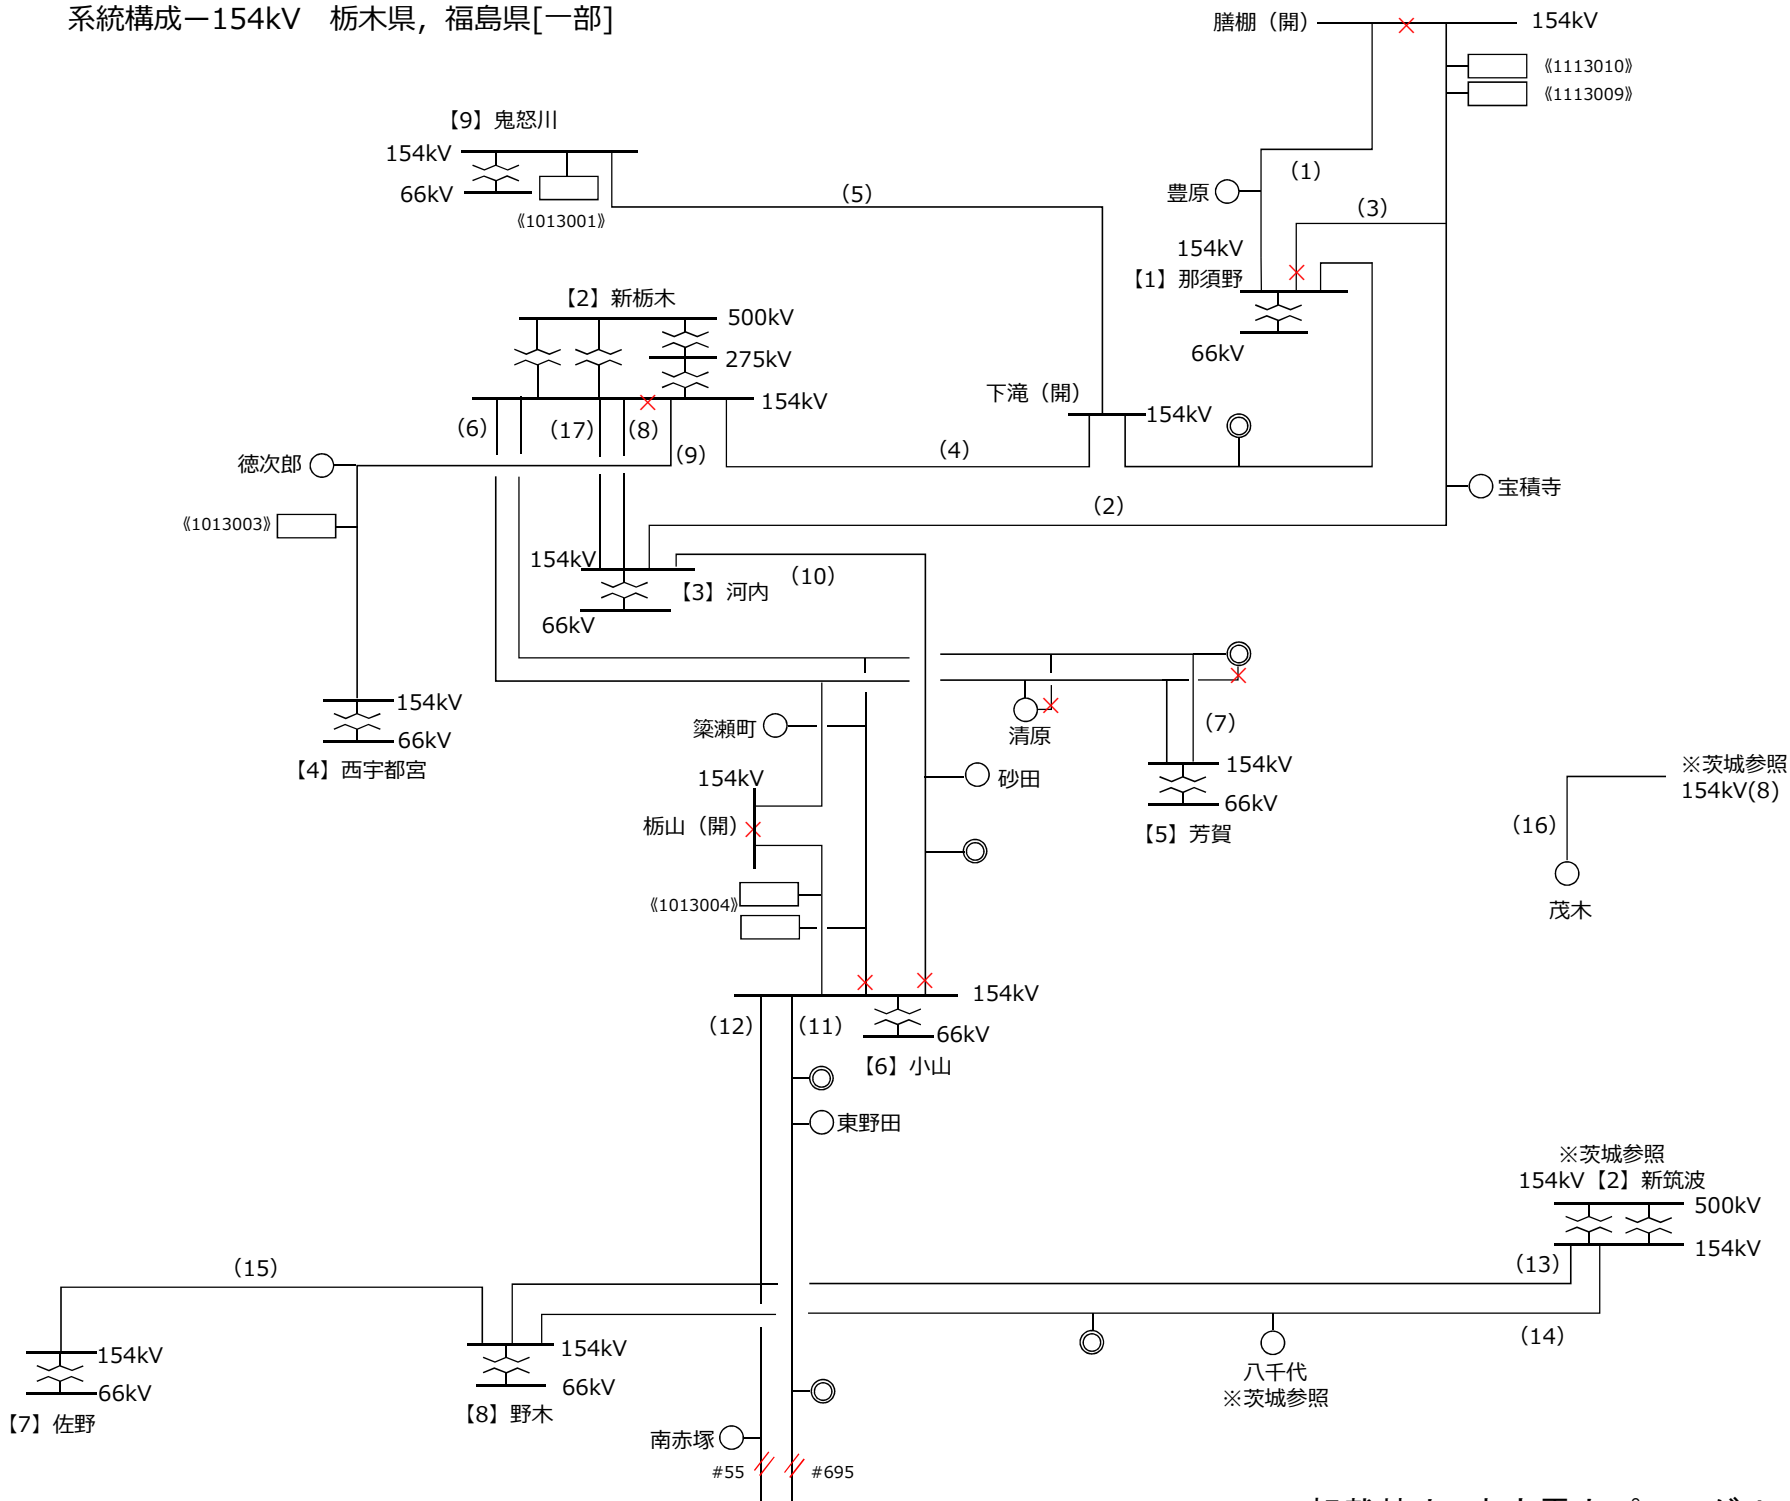 系統構成ー154kV　栃木県，福島県[一部]
膳棚（開）
154kV
《1113010》
《1113009》
【9】鬼怒川
154kV
66kV
《1013001》
（5）
（1）
豊原
（3）
154kV
【1】那須野
66kV
【2】新栃木
500kV
275kV
154kV
（6）
（17）
（8）
（9）
下滝（開）
154kV
（4）
徳次郎
《1013003》
（2）
宝積寺
154kV
【3】河内
66kV
（10）
154kV
66kV
【4】西宇都宮
簗瀬町
清原
（7）
154kV
栃山（開）
砂田
154kV
66kV
【5】芳賀
※茨城参照
154kV(8)
（16）
茂木
《1013004》
154kV
（12）
（11）
66kV
【6】小山
東野田
※茨城参照
154kV【2】新筑波
500kV
154kV
（13）
（15）
（14）
154kV
66kV
【7】佐野
154kV
66kV
【8】野木
八千代
※茨城参照
南赤塚
#55
#695